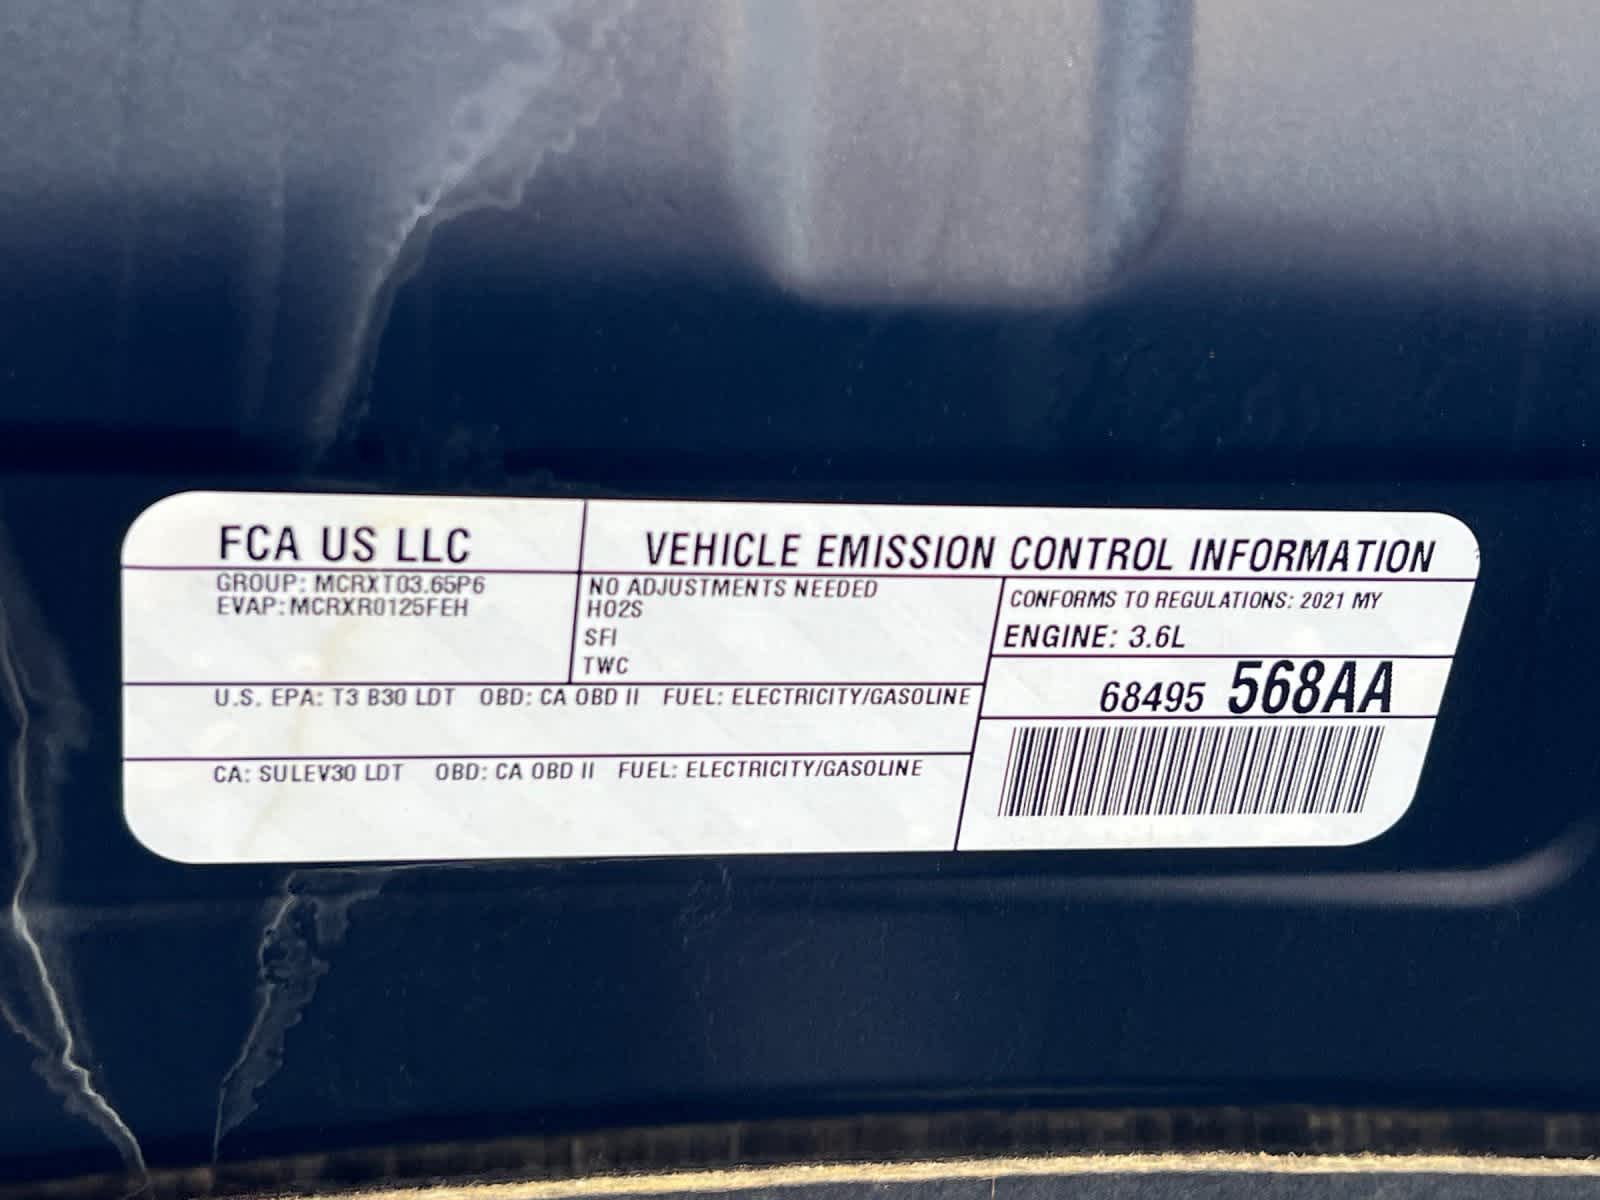 FCA US LLC
VEHICLE EMISSION CONTROL INFORMATION
GROUP: MCRXT03.65P6
EVAP: MCRXR0125FEH
NO ADJUSTMENTS NEEDED
HO2S
SFI
TWC
CONFORMS TO REGULATIONS: 2021 MY
ENGINE: 3.6L
68495 568AA
U.S. EPA: T3 B30 LDT OBD: CA OBD II FUEL: ELECTRICITY/GASOLINE
CA: SULEV30 LDT OBD: CA OBD II FUEL: ELECTRICITY/GASOLINE